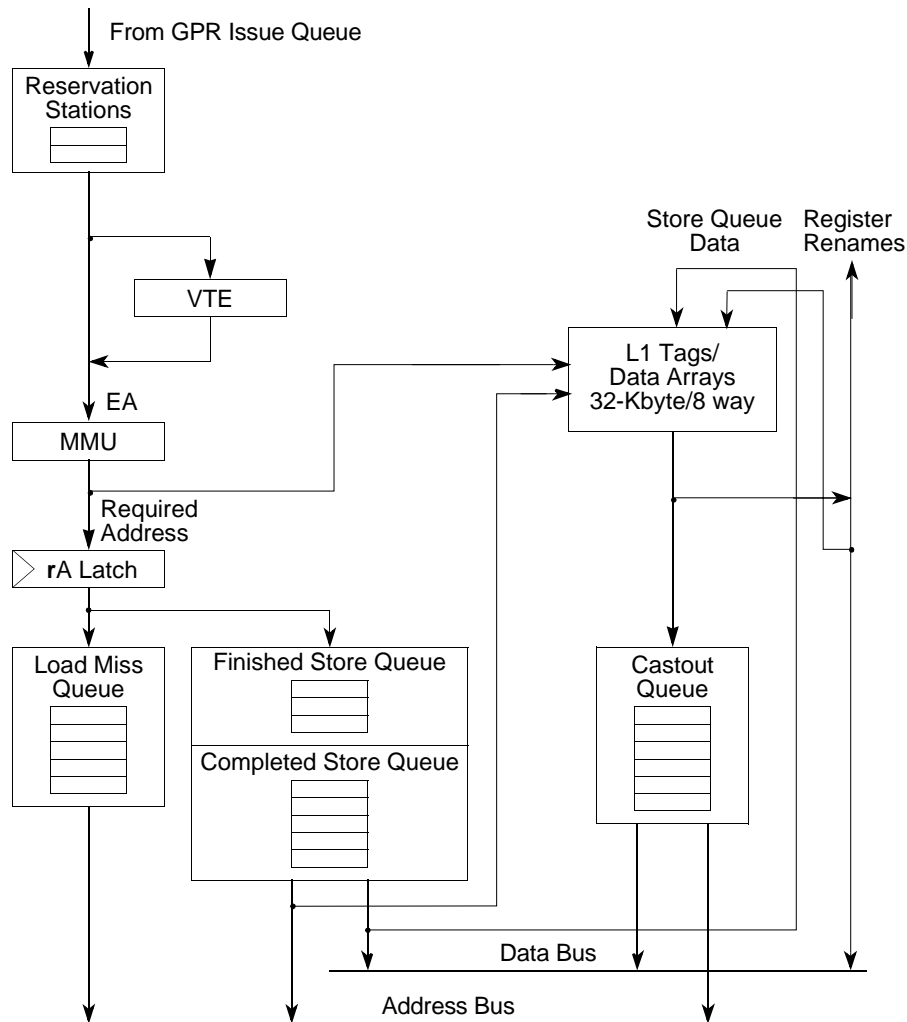 From GPR Issue Queue
Reservation
Stations
Store Queue
Data
Register
Renames
VTE
L1 Tags/
Data Arrays
32-Kbyte/8 way
EA
MMU
Required
Address
rA Latch
Load Miss
Queue
Finished Store Queue
Castout
Queue
Completed Store Queue
Data Bus
Address Bus